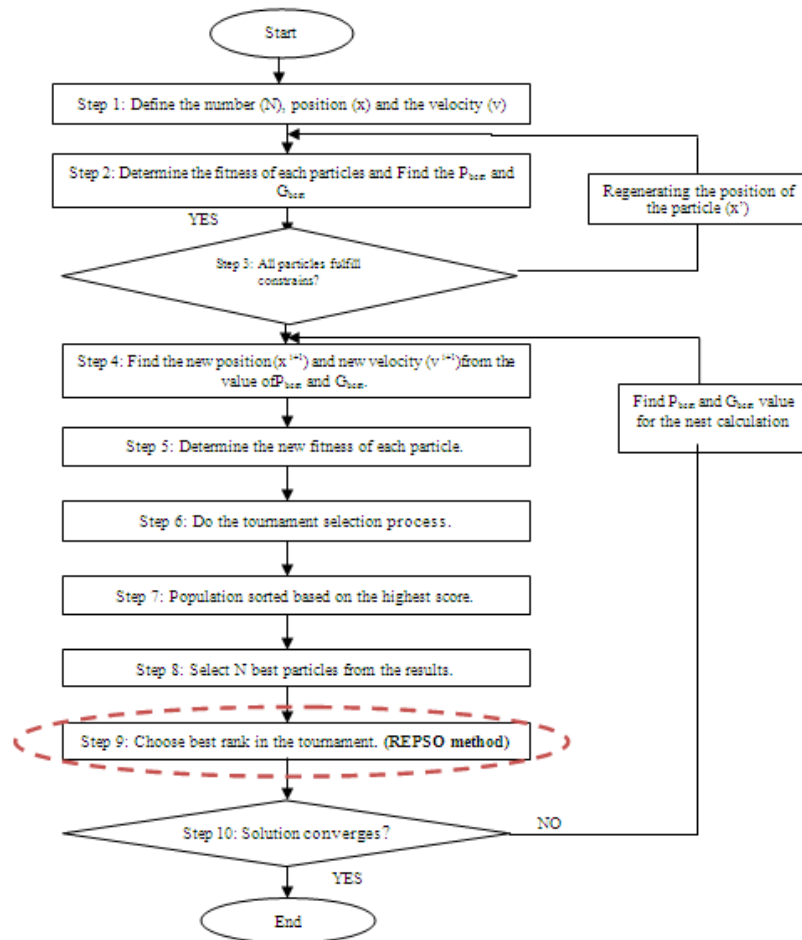 Start
Step 1: Define the number (N), position (x) and the velocity (v)
Step 2: Determine the fitness of each particles and Find the Pbest and
Gbest
Regenerating the position of
the particle (x’)
YES
Step 3: All particles fulfill
constrains?
Step 4: Find the new position(x i+1) and new velocity (v i+1)from the
value ofPbest and Gbest.
Find Pbest and Gbest value
for the nest calculation
Step 5: Determine the new fitness of each particle.
Step 6: Do the tournament selection process.
Step 7: Population sorted based on the highest score.
Step 8: Select N best particles from the results.
Step 9: Choose best rank in the tournament. (REPSO method)
Step 10: Solution converges?
NO
YES
End